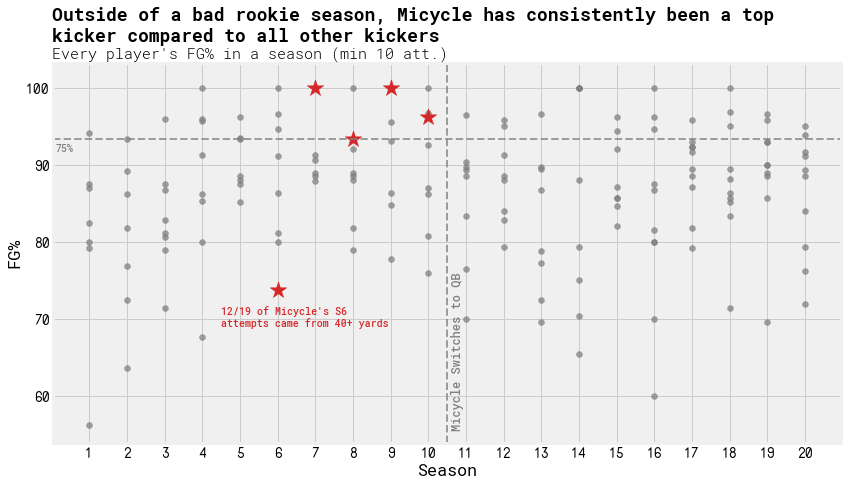 Outside of a bad rookie season, Micycle has consistently been a top
kicker compared to all other kickers
Every player's FG% in a season (min 10 att.)
100
75%
90
80
70
60
FG%
12/19 of Micycle's S6
attempts came from 40+ yards
Micycle Switches to QB
1 2 3 4 5 6 7 8 9 10 11 12 13 14 15 16 17 18 19 20
Season